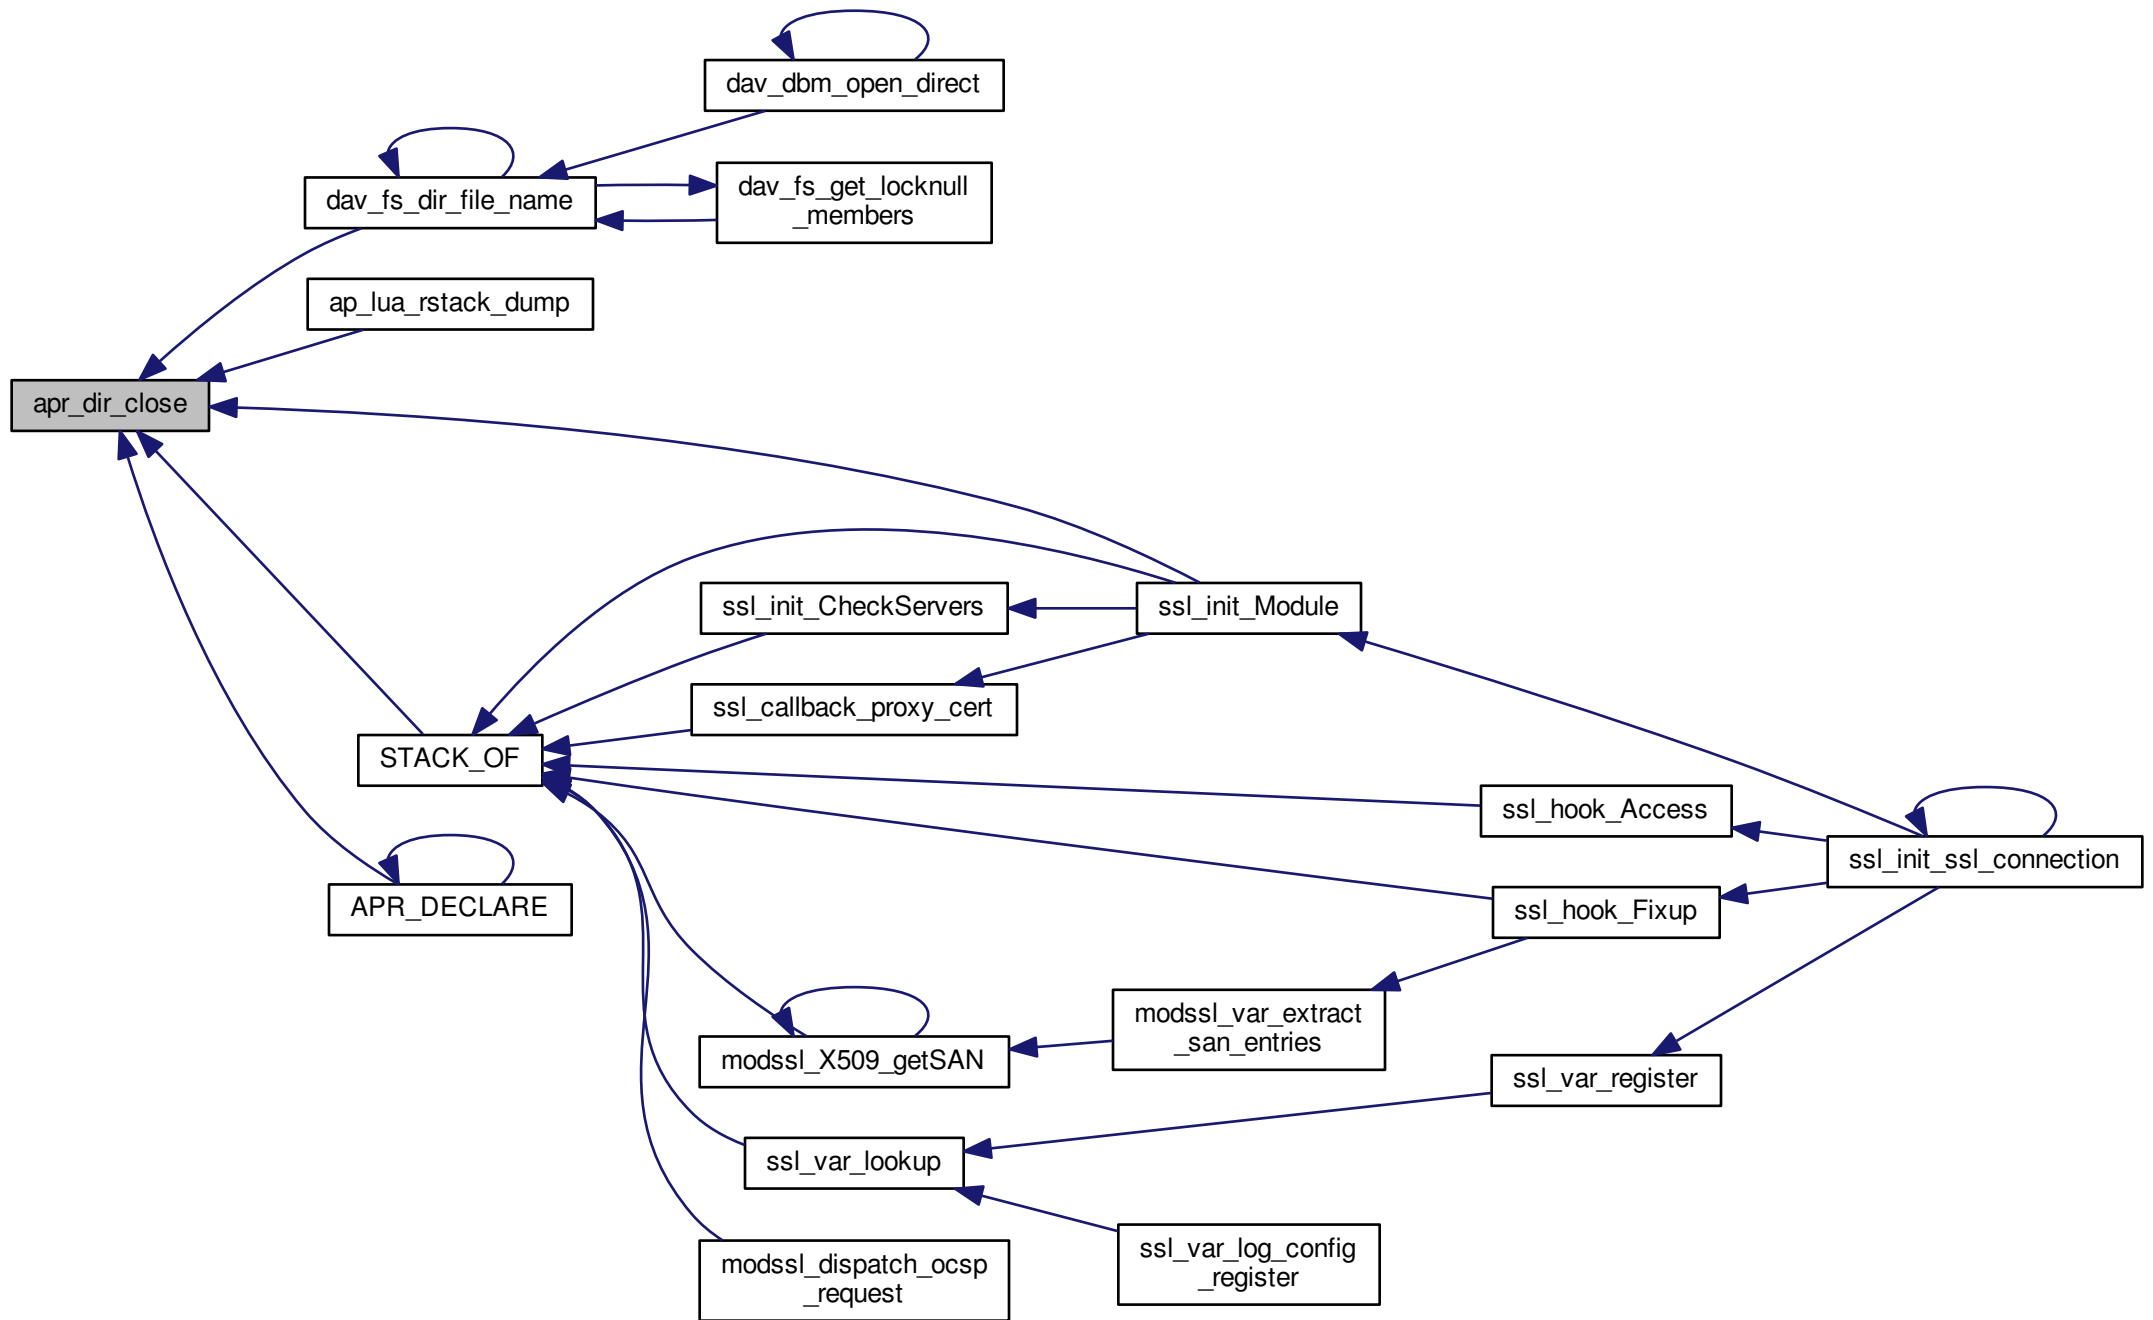 dav_dbm_open_direct
dav_fs_dir_file_name
dav_fs_get_locknull
_members
ap_lua_rstack_dump
apr_dir_close
ssl_init_CheckServers
ssl_init_Module
ssl_callback_proxy_cert
STACK_OF
ssl_hook_Access
ssl_init_ssl_connection
APR_DECLARE
ssl_hook_Fixup
modssl_var_extract
_san_entries
modssl_X509_getSAN
ssl_var_register
ssl_var_lookup
ssl_var_log_config
_register
modssl_dispatch_ocsp
_request